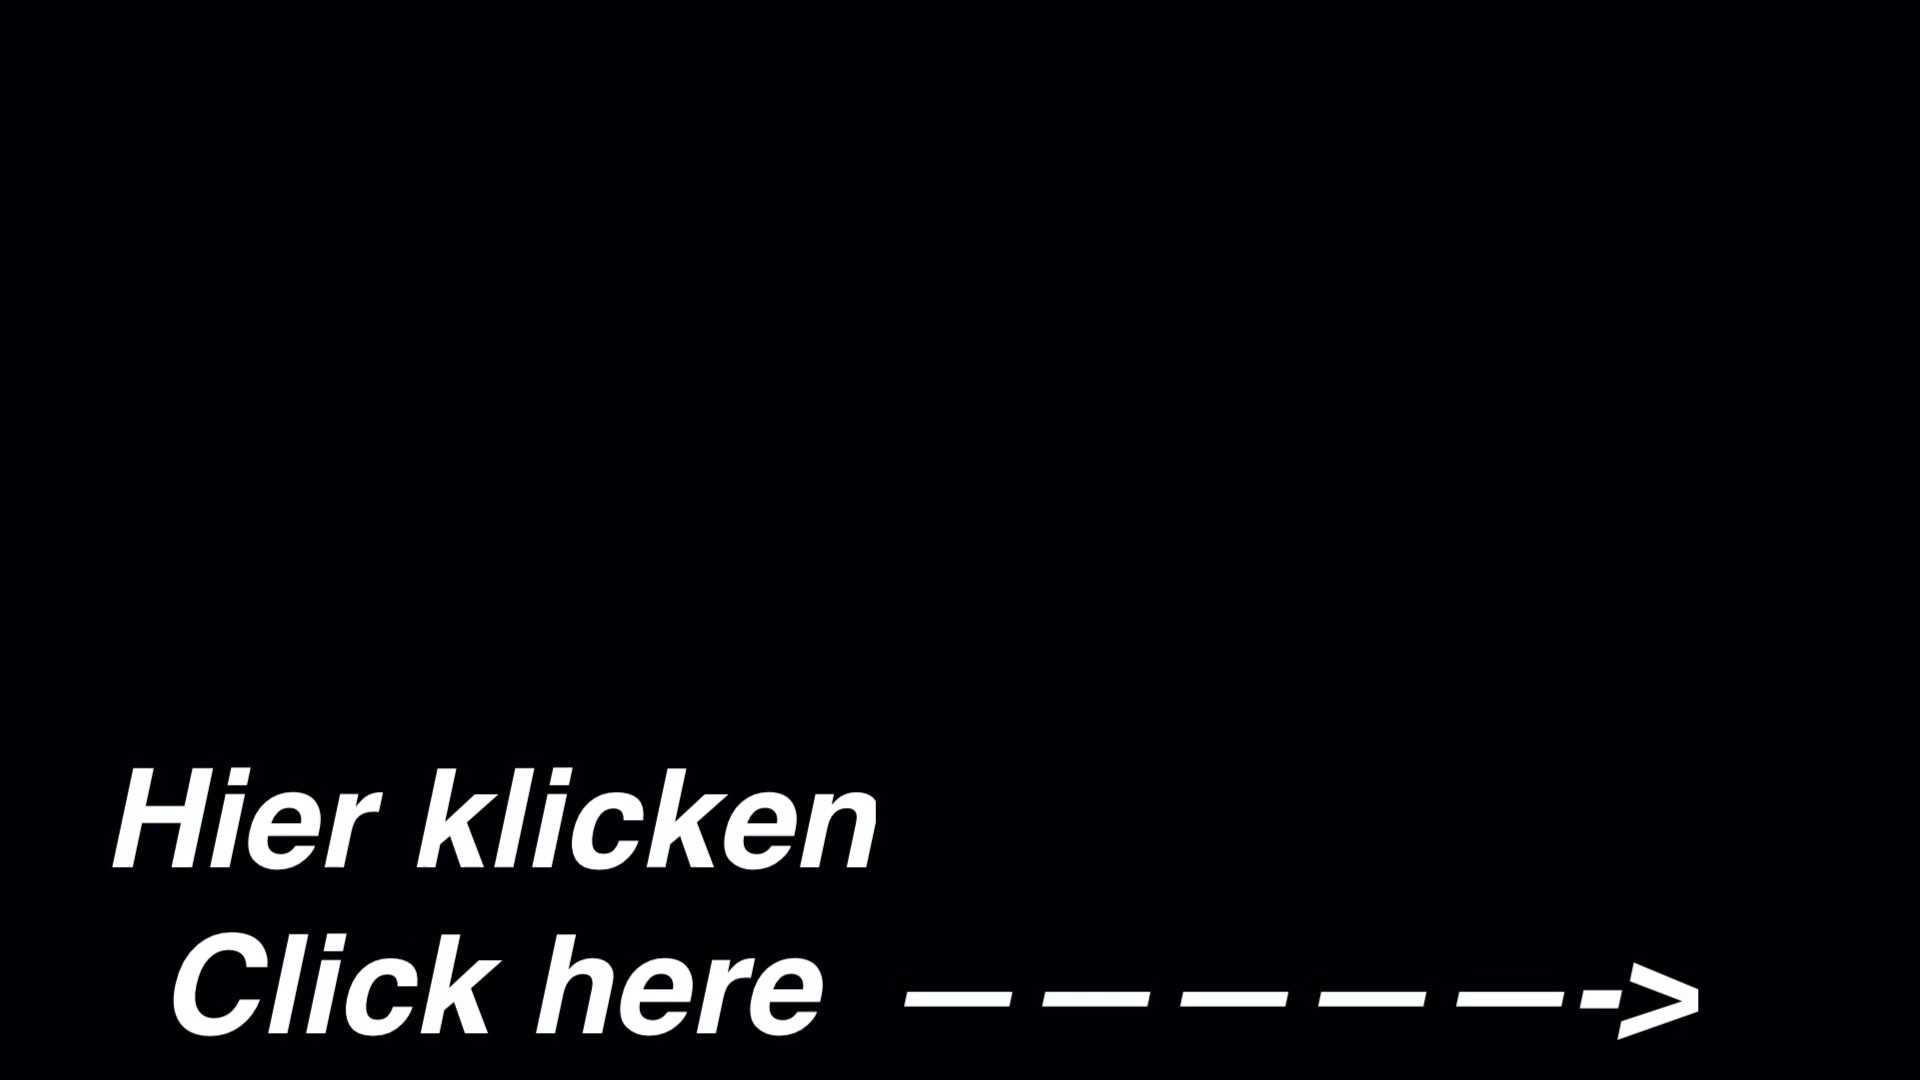 Hier klicken
Click here — — — — —->